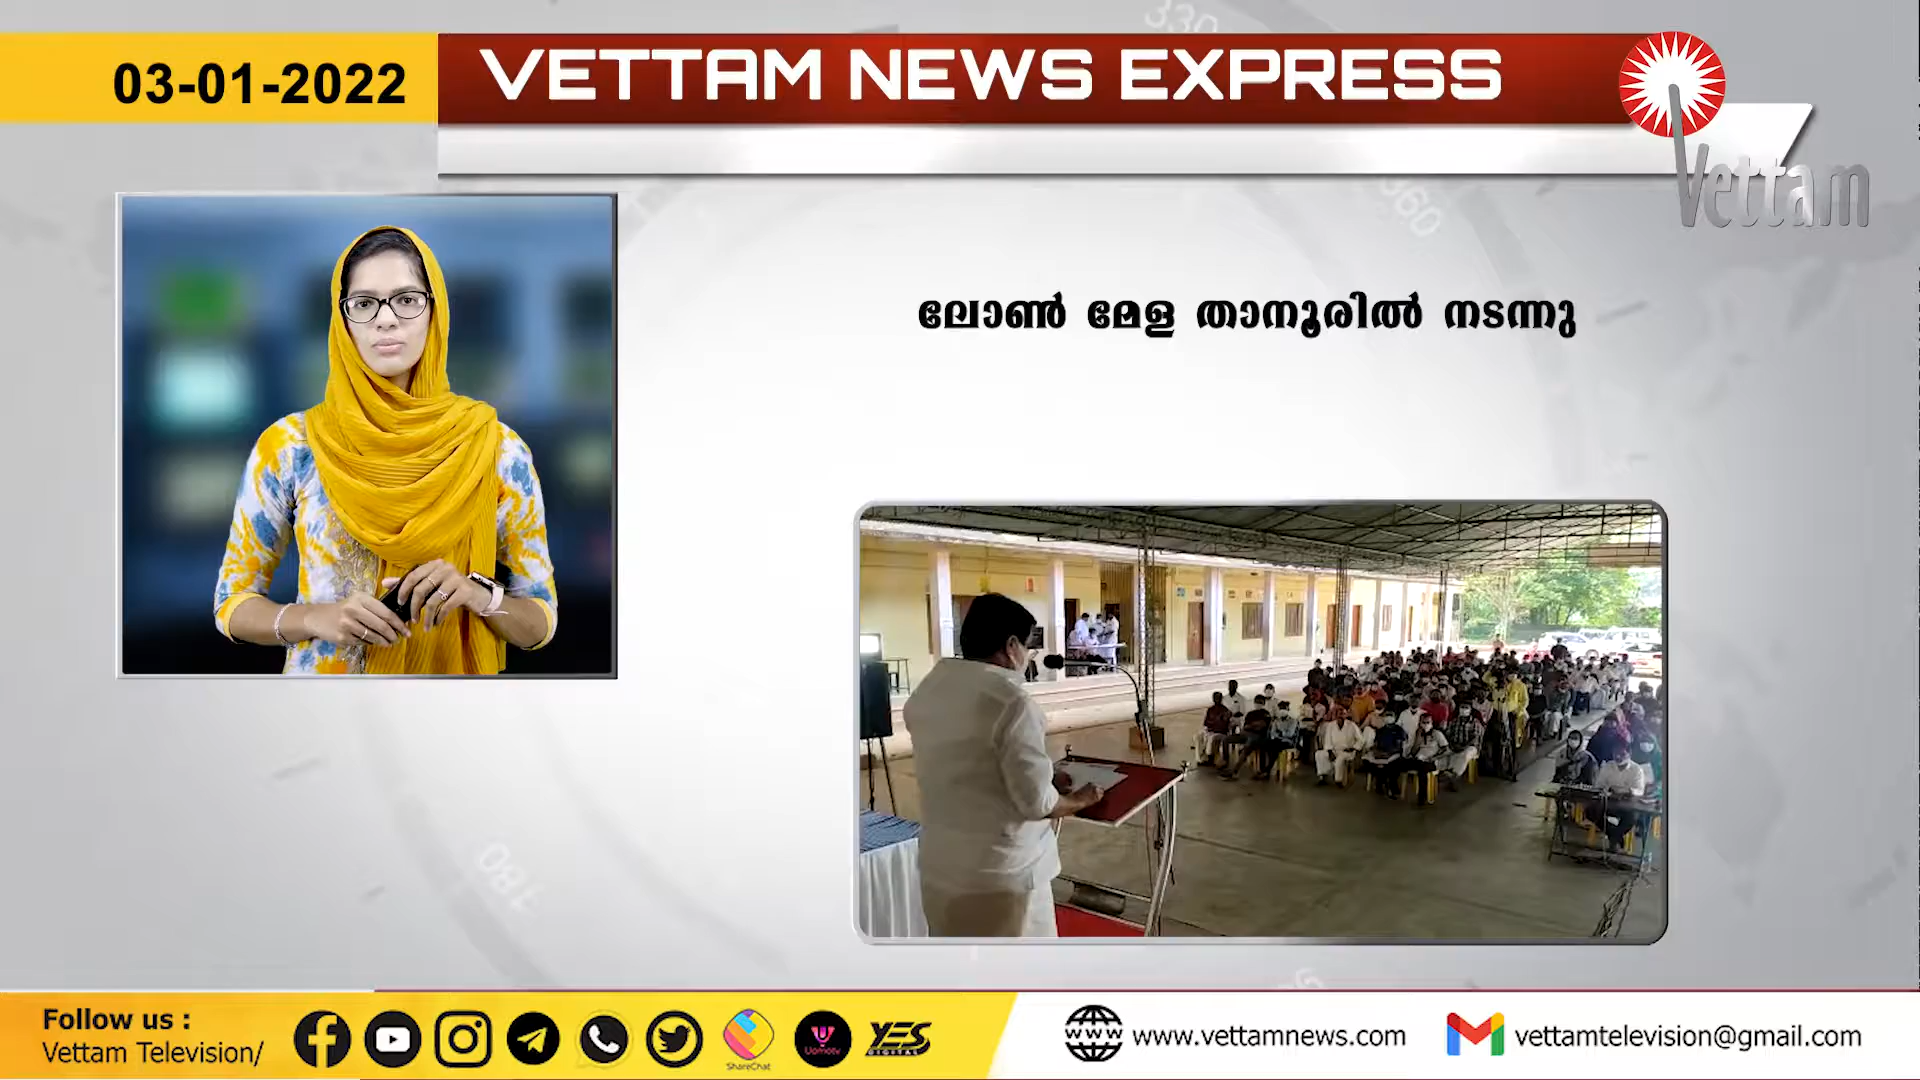 03-01-2022
VETTAM NEWS EXPRESS
Vettam
ലോൺ മേള താനൂരിൽ നടന്നു
Follow us :
Vettam Television/
ShareChat
YES
DIGITAL
www.vettamnews.com
vettamtelevision@gmail.com